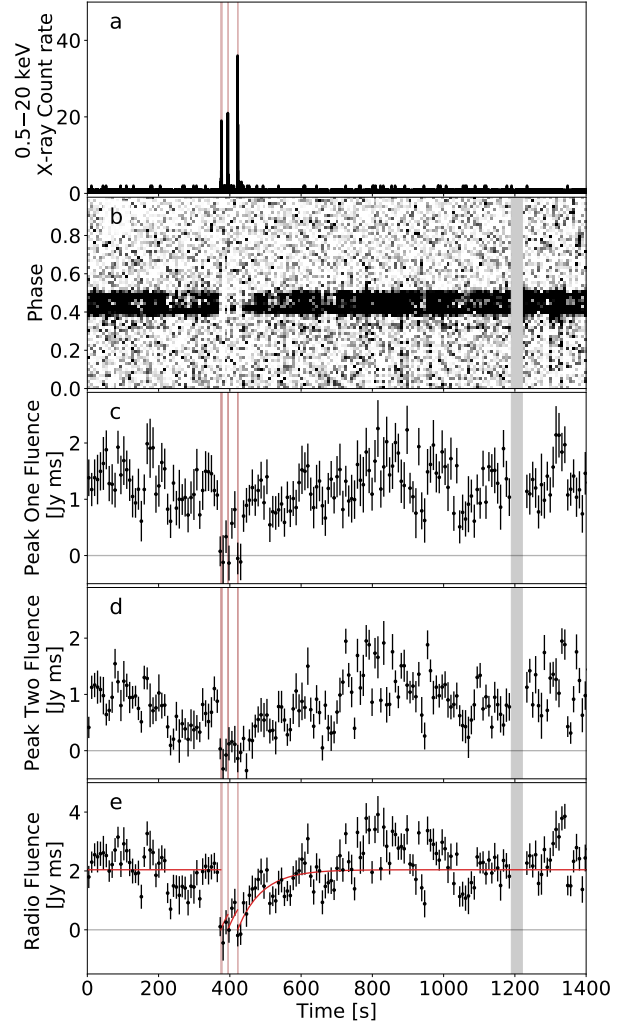 a
0.5−20 keV
X-ray Count rate
40
20
0
b
Phase
0.8
0.6
0.4
0.2
0.0
c
Peak One Fluence
[Jy ms]
2
1
0
d
Peak Two Fluence
[Jy ms]
2
1
0
e
Radio Fluence
[Jy ms]
4
2
0
0 200 400 600 800 1000 1200 1400
Time [s]